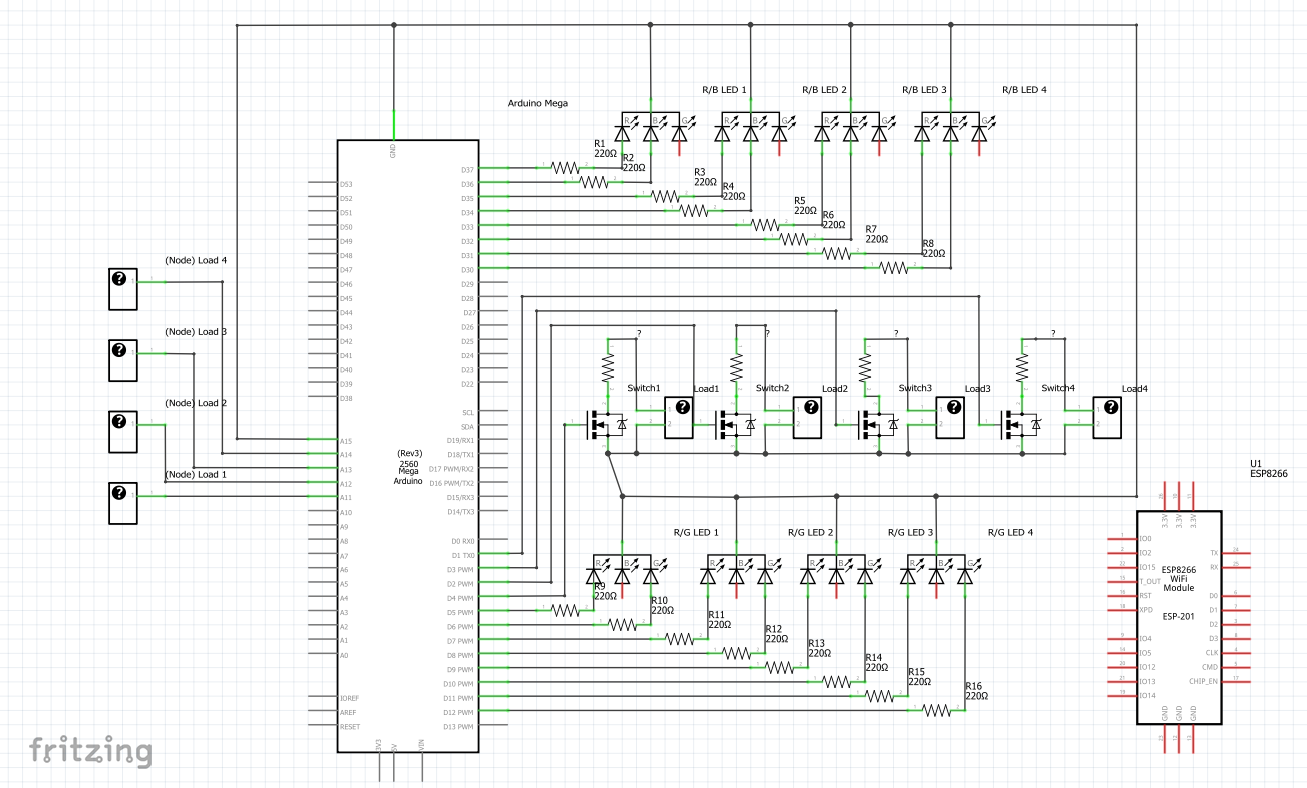 R/B LED 1
R/B LED 2
R/B LED 3
R/B LED 4
Arduino Mega
R B G
R B G
R B G
R B G
R1
220Ω
R2
220Ω
R3
220Ω
R4
220Ω
R5
220Ω
R6
220Ω
R7
220Ω
R8
220Ω
GND
D37
D36
D35
D34
D33
D32
D31
D30
D29
D28
D27
D26
D25
D24
D23
D22
SCL
SDA
D19/RX1
D18/TX1
D17 PWM/RX2
D16 PWM/TX2
D15/RX3
D14/TX3
D0 RX0
D1 TX0
D3 PWM
D2 PWM
D4 PWM
D5 PWM
D6 PWM
D7 PWM
D8 PWM
D9 PWM
D10 PWM
D11 PWM
D12 PWM
D13 PWM
D53
D52
D51
D50
D49
D48
D47
D46
D45
D44
D43
D42
D41
D40
D39
D38
A15
A14
A13
A12
A11
A10
A9
A8
A7
A6
A5
A4
A3
A2
A1
A0
IOREF
AREF
RESET
3V3
5V
VIN
(Rev3)
2560
Mega
Arduino
(Node) Load 4
?
(Node) Load 3
?
(Node) Load 2
?
(Node) Load 1
?
?
?
?
?
Switch1
Load1
Switch2
Load2
Switch3
Load3
Switch4
Load4
?
?
?
?
R/G LED 1
R/G LED 2
R/G LED 3
R/G LED 4
R B G
R B G
R B G
R B G
R9
220Ω
R10
220Ω
R11
220Ω
R12
220Ω
R13
220Ω
R14
220Ω
R15
220Ω
R16
220Ω
U1
ESP8266
3.3V
3.3V
3.3V
IO0
IO2
IO15
T_OUT
RST
XPD
IO4
IO5
IO12
IO13
IO14
TX
RX
D0
D1
D2
D3
CLK
CMD
CHIP_EN
GND
GND
GND
ESP8266
WiFi
Module
ESP-201
fritzing